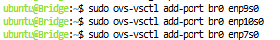 ubuntu@Bridge:~$ sudo ovs-vsctl add-port br0 enp9s0
ubuntu@Bridge:~$ sudo ovs-vsctl add-port br0 enp10s0
ubuntu@Bridge:~$ sudo ovs-vsctl add-port br0 enp7s0